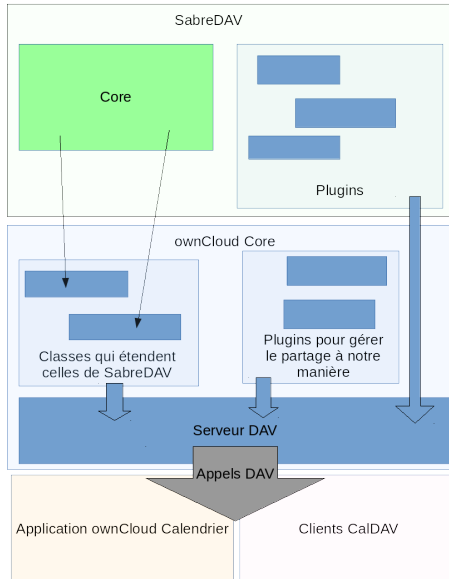 SabreDAV
Core
Plugins
ownCloud Core
Classes qui étendent
celles de SabreDAV
Plugins pour gérer
le partage à notre
manière
Serveur DAV
Appels DAV
Application ownCloud Calendrier
Clients CalDAV